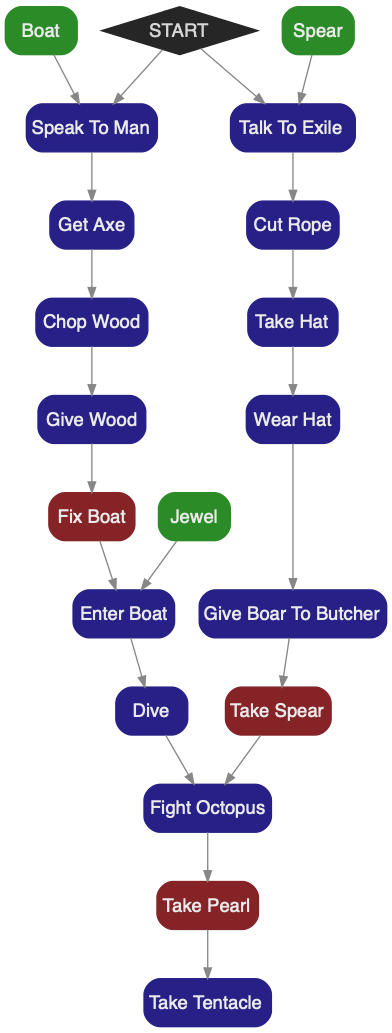 Boat
START
Spear
Speak To Man
Talk To Exile
Get Axe
Cut Rope
Chop Wood
Take Hat
Give Wood
Wear Hat
Fix Boat
Jewel
Enter Boat
Give Boar To Butcher
Dive
Take Spear
Fight Octopus
Take Pearl
Take Tentacle